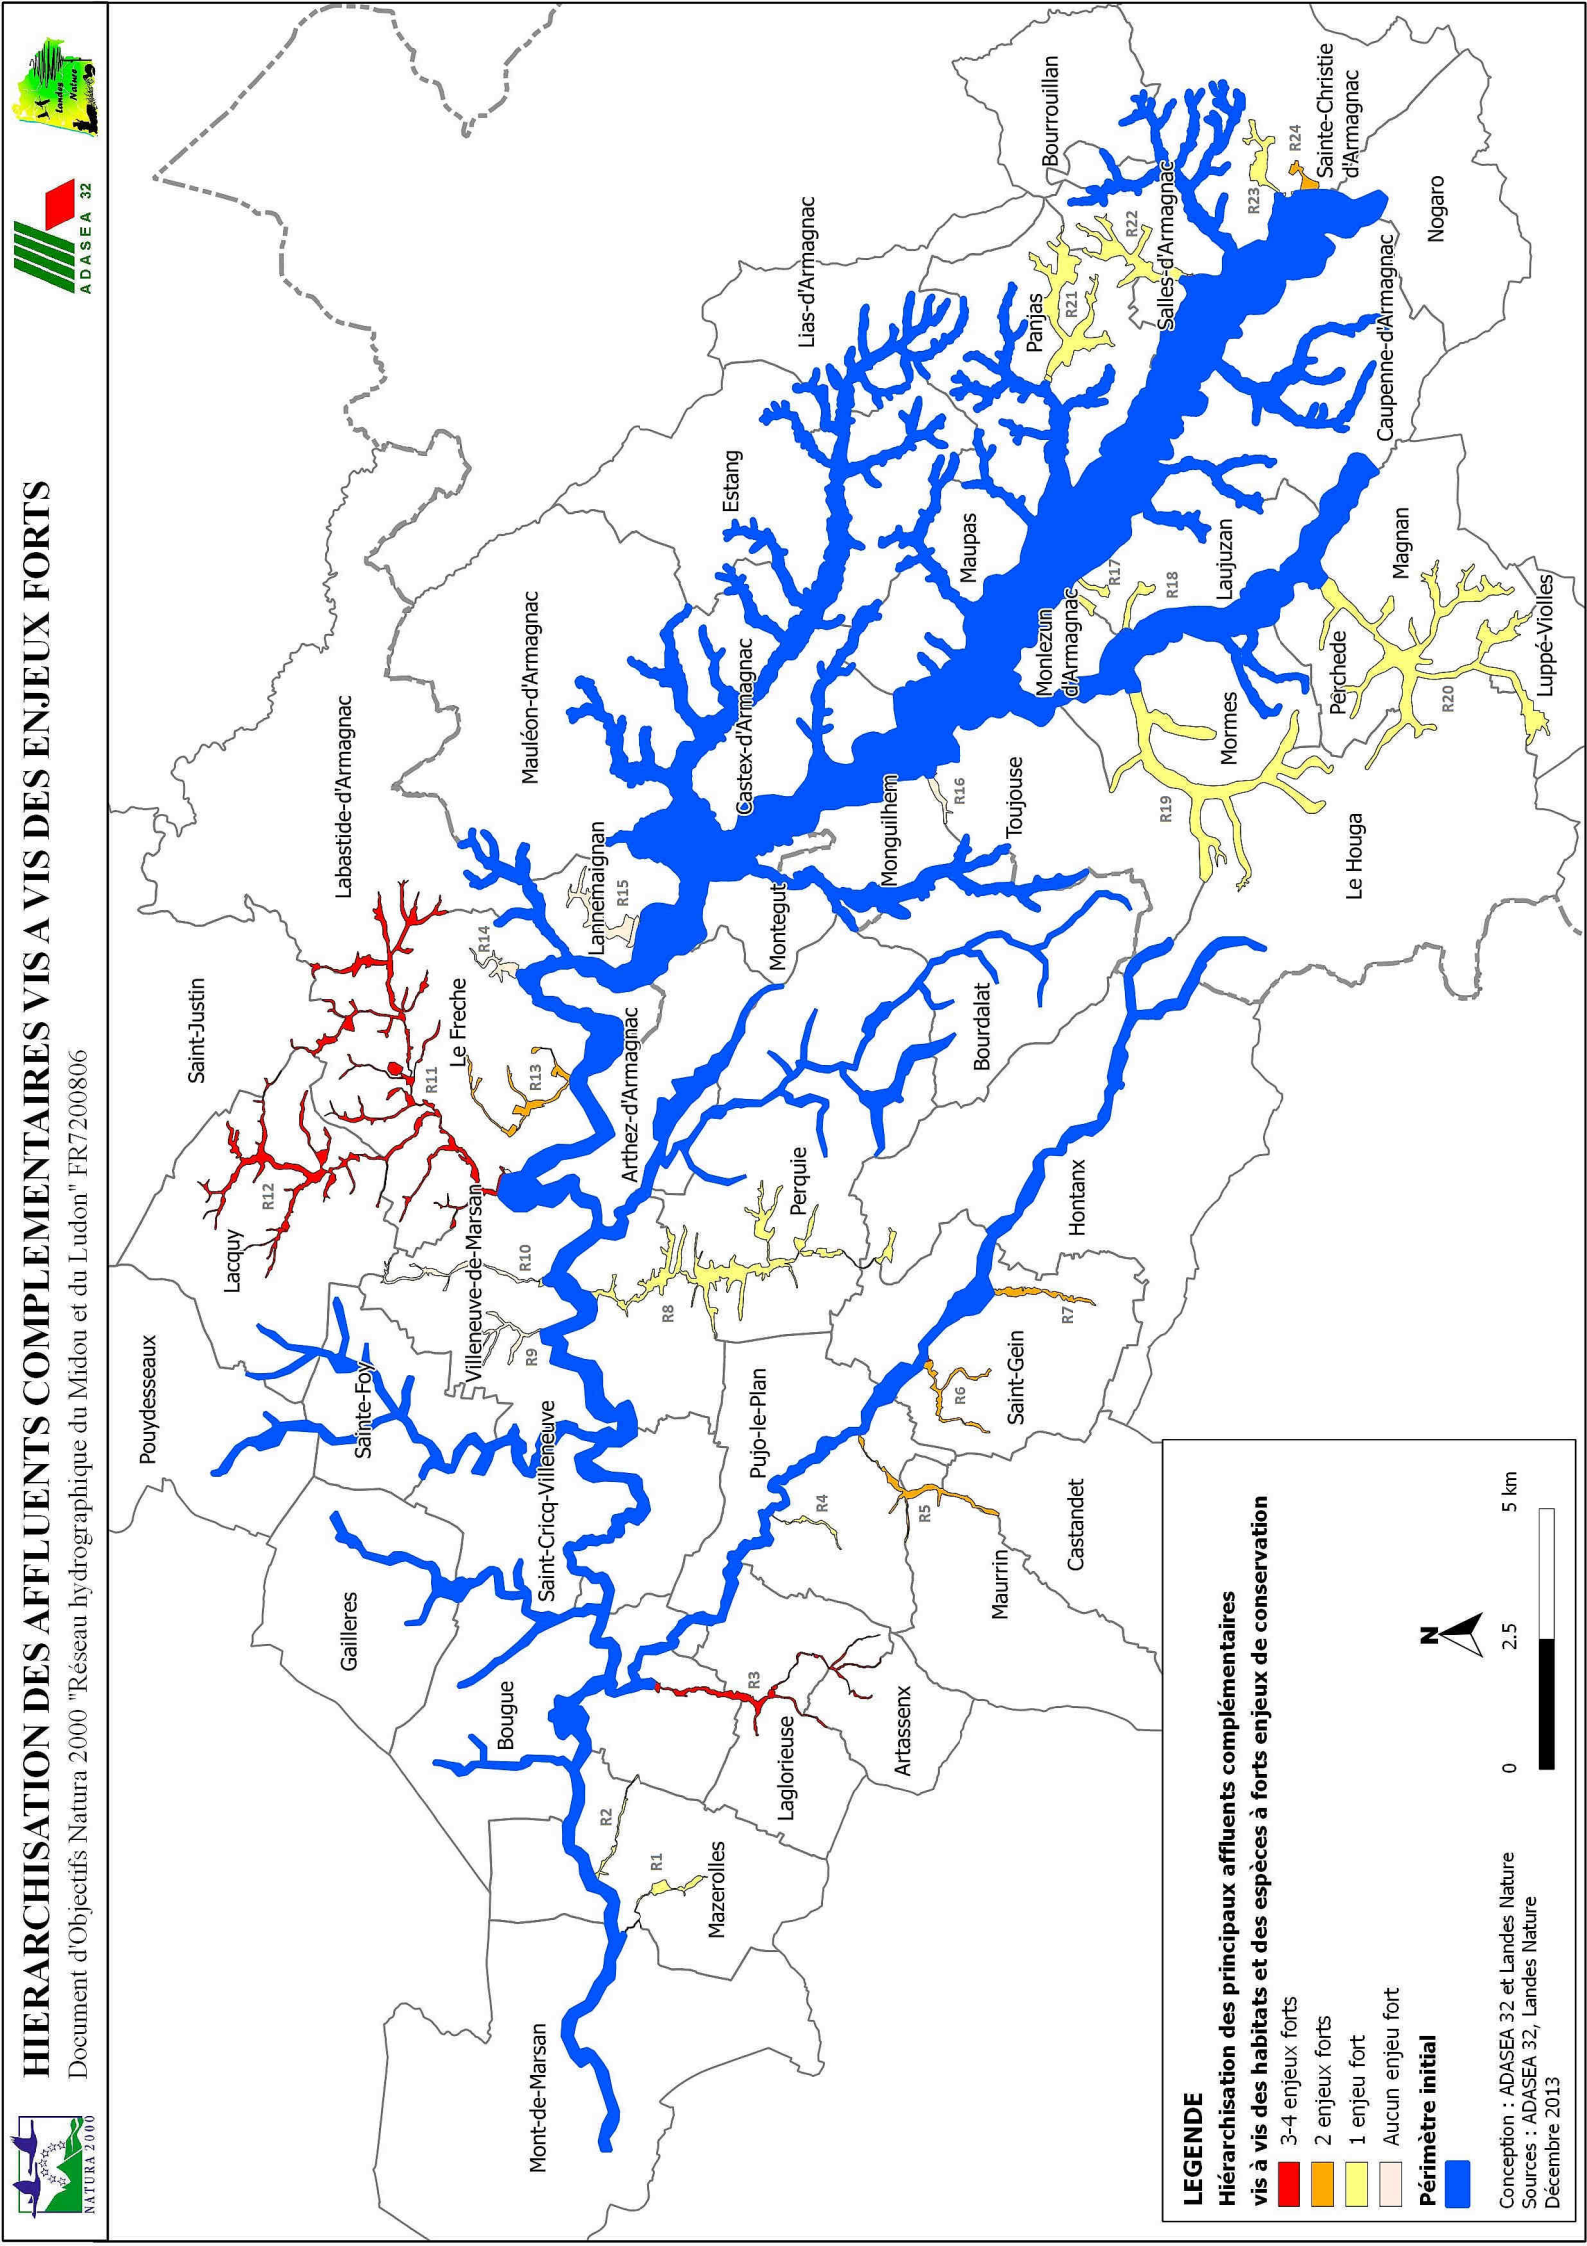 HIERARCHISATION DES AFFLUENTS COMPLEMENTAIRES VIS A VIS DES ENJEUX FORTS
Document d'Objectifs Natura 2000 "Réseau hydrographique du Midou et du Ludon" FR7200806
NATURA 2000
ADASEA 32
Landes
Nature
Pouydesseaux
Saint-Justin
Lacquy
R12
Labastide-d'Armagnac
Gailleres
Sainte-Foy
R11
Le Freche
R14
Villeneuve-de-Marsan
R10
R9
R13
Mauléon-d'Armagnac
Mont-de-Marsan
Bougue
Saint-Cricq-Villeneuve
Arthez-d'Armagnac
Lannemaignan
R15
R2
R1
R8
Mazerolles
Estang
Castex-d'Armagnac
Lias-d'Armagnac
R3
Laglorieuse
Pujo-le-Plan
Perquie
Montegut
R4
Artassenx
Monguilhem
R5
R6
R16
Maupas
Bourdalat
Maurrin
Saint-Gein
Toujouse
Panjas
Bourrouillan
Monlezun
d'Armagnac
R7
R21
Castandet
Hontanx
R17
R22
R19
R18
Salles-d'Armagnac
Mormes
Laujuzan
R23
R24
Sainte-Christie
d'Armagnac
Le Houga
Perchede
Caupenne-d'Armagnac
Magnan
R20
Nogaro
Luppé-Violles
LEGENDE
Hiérarchisation des principaux affluents complémentaires
vis à vis des habitats et des espèces à forts enjeux de conservation
3-4 enjeux forts
2 enjeux forts
1 enjeu fort
Aucun enjeu fort
Périmètre initial
N
0 2.5 5 km
Conception : ADASEA 32 et Landes Nature
Sources : ADASEA 32, Landes Nature
Décembre 2013